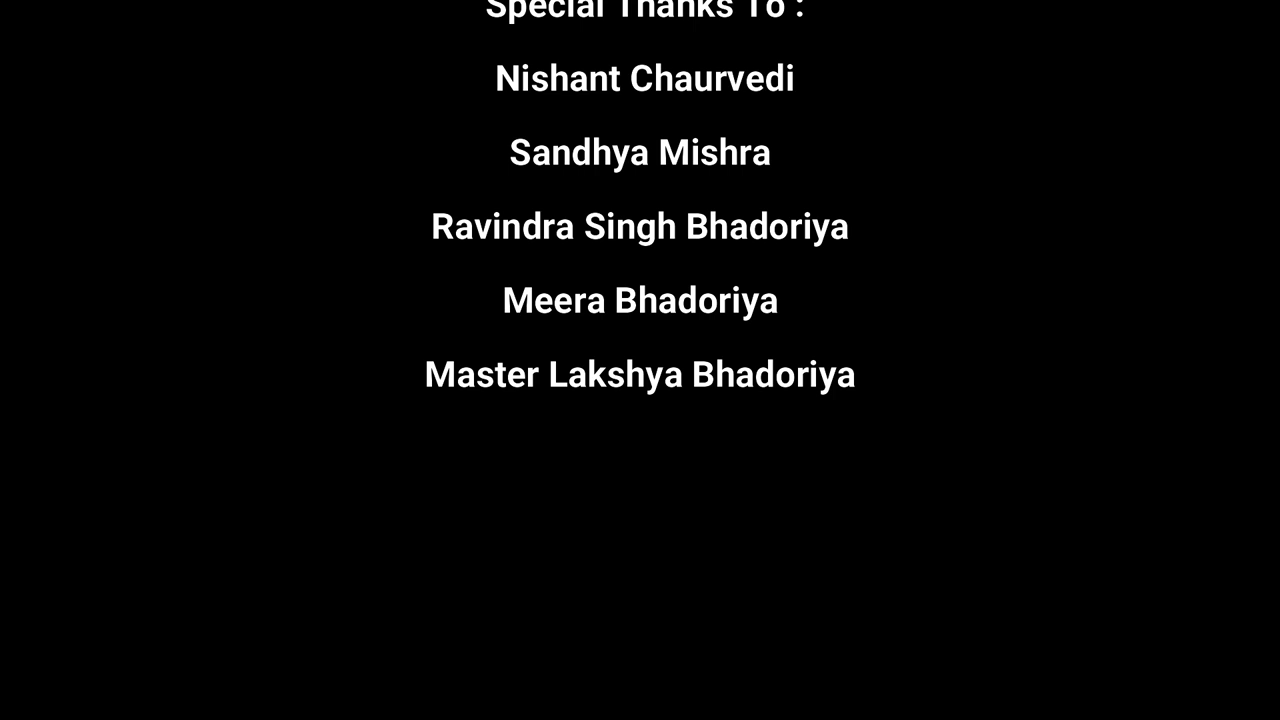 Special Thanks To :
Nishant Chaurvedi
Sandhya Mishra
Ravindra Singh Bhadoriya
Meera Bhadoriya
Master Lakshya Bhadoriya